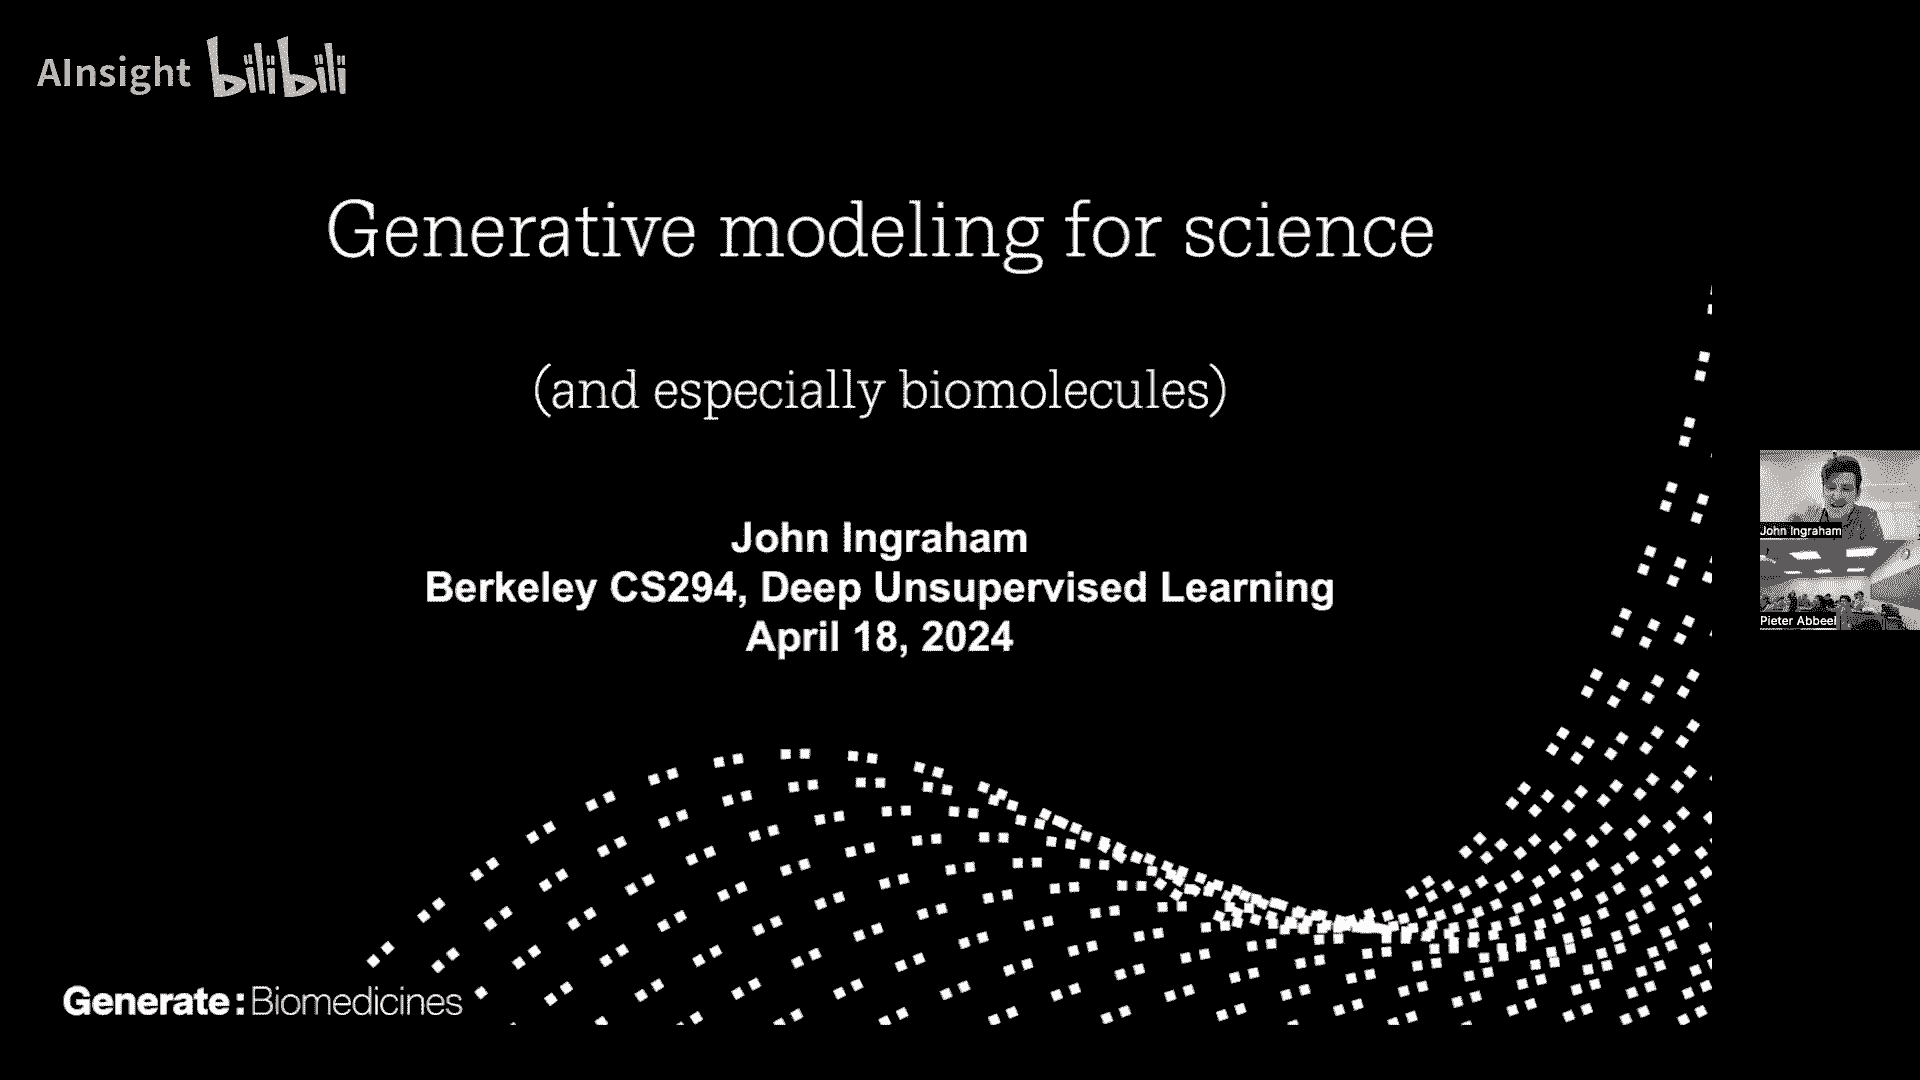 AInsight bilibili
Generative modeling for science
(and especially biomolecules)
John Ingraham
Berkeley CS294, Deep Unsupervised Learning
April 18, 2024
John Ingraham
Pieter Abbeel
Generate:Biomedicines